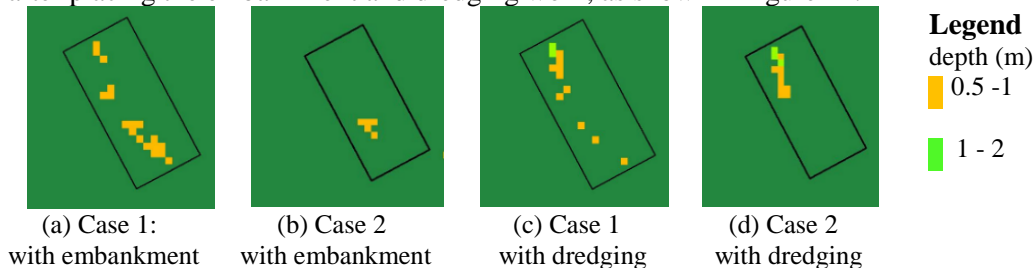 Legend
depth (m)
0.5 -1
1 - 2
(a) Case 1:
with embankment
(b) Case 2
with embankment
(c) Case 1
with dredging
(d) Case 2
with dredging